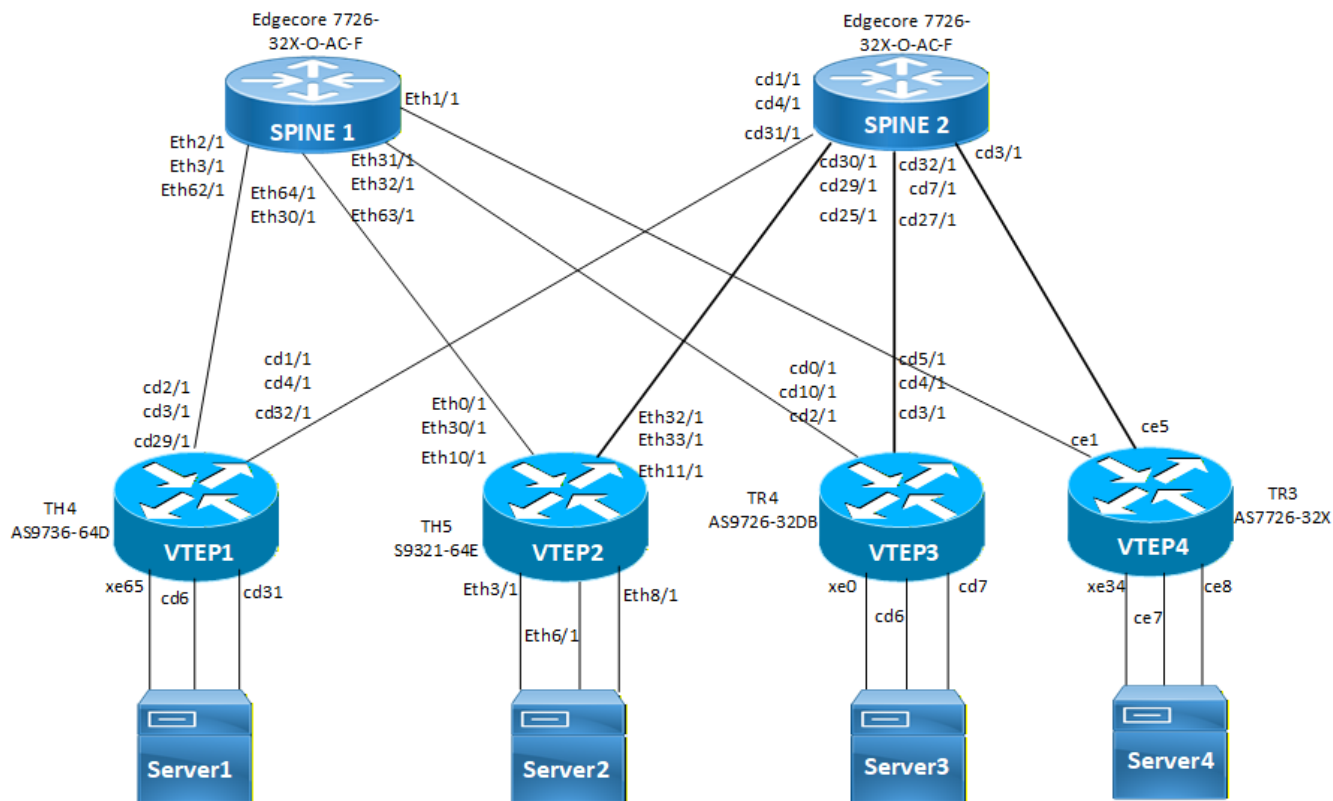 Edgecore 7726-
32X-O-AC-F
Edgecore 7726-
32X-O-AC-F
SPINE 1
SPINE 2
Eth1/1
Eth2/1
Eth3/1
Eth62/1
Eth64/1
Eth30/1
Eth31/1
Eth32/1
Eth63/1
cd1/1
cd4/1
cd31/1
cd30/1
cd29/1
cd25/1
cd32/1
cd7/1
cd27/1
cd3/1
cd2/1
cd3/1
cd29/1
cd1/1
cd4/1
cd32/1
Eth0/1
Eth30/1
Eth10/1
Eth32/1
Eth33/1
Eth11/1
cd0/1
cd10/1
cd2/1
cd5/1
cd4/1
cd3/1
ce1
ce5
TH4
AS9736-64D
VTEP1
TH5
S9321-64E
VTEP2
TR4
AS9726-32DB
VTEP3
TR3
AS7726-32X
VTEP4
xe65
cd6
cd31
Eth3/1
Eth6/1
Eth8/1
xe0
cd6
cd7
xe34
ce7
ce8
Server1
Server2
Server3
Server4